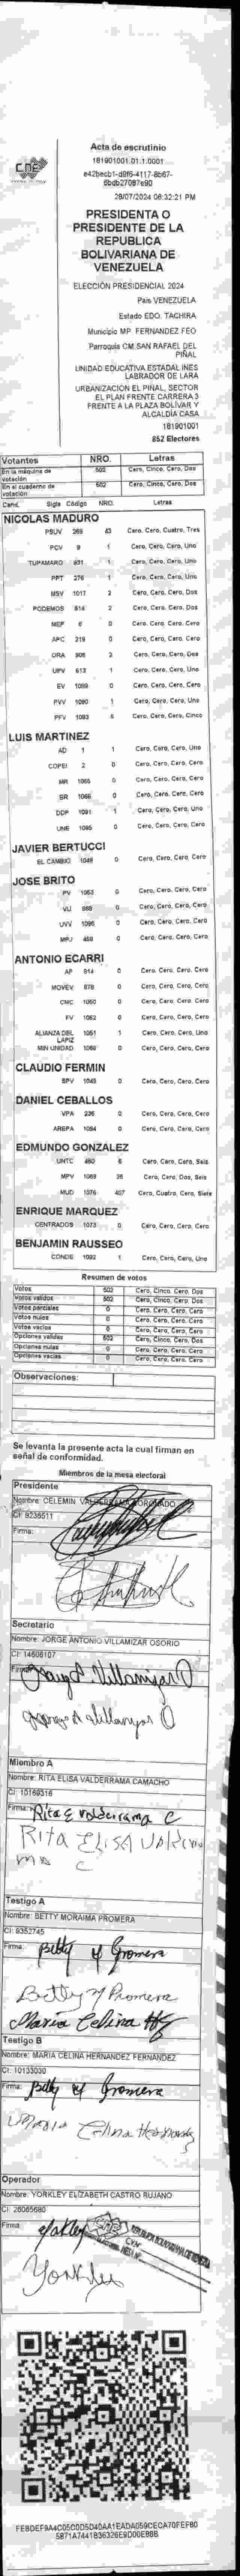 CNE
Acta de escrutinio
181901001.01.1.0001
e42becb1-d6f6-4117-8b67-
6bdb27087e90
28/07/2024 06:32:21 PM
PRESIDENTA O
PRESIDENTE DE LA
REPUBLICA
BOLIVARIANA DE
VENEZUELA
ELECCIÓN PRESIDENCIAL 2024
País VENEZUELA
Estado EDO. TACHIRA
Municipio MP. FERNANDEZ FEO
Parroquia CM.SAN RAFAEL DEL
PIÑAL
UNIDAD EDUCATIVA ESTADAL INES
LABRADOR DE LARA
URBANIZACION EL PIÑAL, SECTOR
EL PLAN FRENTE CARRERA 3
FRENTE A LA PLAZA BOLIVAR Y
ALCALDIA CASA
181901001
852 Electores
Votantes NRO. Letras
En la máquina de votación 502 Cero, Cinco, Cero, Dos
En el cuaderno de votación 502 Cero, Cinco, Cero, Dos
Cand. Sigla Código NRO. Letras
NICOLAS MADURO
PSUV 269 43 Cero, Cero, Cuatro, Tres
PCV 9 1 Cero, Cero, Cero, Uno
TUPAMARO 931 1 Cero, Cero, Cero, Uno
PPT 276 1 Cero, Cero, Cero, Uno
MSV 1017 2 Cero, Cero, Cero, Dos
PODEMOS 514 2 Cero, Cero, Cero, Dos
MEP 6 0 Cero, Cero, Cero, Cero
APC 219 0 Cero, Cero, Cero, Cero
ORA 906 2 Cero, Cero, Cero, Dos
UPV 613 1 Cero, Cero, Cero, Uno
EV 1089 0 Cero, Cero, Cero, Cero
PVV 1090 1 Cero, Cero, Cero, Uno
PFV 1093 5 Cero, Cero, Cero, Cinco
LUIS MARTINEZ
AD 1 1 Cero, Cero, Cero, Uno
COPEI 2 0 Cero, Cero, Cero, Cero
MR 1065 0 Cero, Cero, Cero, Cero
BR 1066 0 Cero, Cero, Cero, Cero
DDP 1091 1 Cero, Cero, Cero, Uno
UNE 1095 0 Cero, Cero, Cero, Cero
JAVIER BERTUCCI
EL CAMBIO 1048 0 Cero, Cero, Cero, Cero
JOSE BRITO
PV 1053 0 Cero, Cero, Cero, Cero
VU 988 0 Cero, Cero, Cero, Cero
UVV 1096 0 Cero, Cero, Cero, Cero
MPJ 458 0 Cero, Cero, Cero, Cero
ANTONIO ECARRI
AP 914 0 Cero, Cero, Cero, Cero
MOVEV 878 0 Cero, Cero, Cero, Cero
CMC 1050 0 Cero, Cero, Cero, Cero
FV 1062 0 Cero, Cero, Cero, Cero
ALIANZA DEL LAPIZ 1051 1 Cero, Cero, Cero, Uno
MIN UNIDAD 1060 0 Cero, Cero, Cero, Cero
CLAUDIO FERMIN
SPV 1043 0 Cero, Cero, Cero, Cero
DANIEL CEBALLOS
VPA 236 0 Cero, Cero, Cero, Cero
AREPA 1094 0 Cero, Cero, Cero, Cero
EDMUNDO GONZALEZ
UNTC 460 6 Cero, Cero, Cero, Seis
MPV 1069 26 Cero, Cero, Dos, Seis
MUD 1076 407 Cero, Cuatro, Cero, Siete
ENRIQUE MARQUEZ
CENTRADOS 1073 0 Cero, Cero, Cero, Cero
BENJAMIN RAUSSEO
CONDE 1092 1 Cero, Cero, Cero, Uno
Resumen de votos
Votos 502 Cero, Cinco, Cero, Dos
Votos validos 502 Cero, Cinco, Cero, Dos
Votos parciales 0 Cero, Cero, Cero, Cero
Votos nulos 0 Cero, Cero, Cero, Cero
Votos vacios 0 Cero, Cero, Cero, Cero
Opciones validas 502 Cero, Cinco, Cero, Dos
Opciones nulas 0 Cero, Cero, Cero, Cero
Opciones vacias 0 Cero, Cero, Cero, Cero
Observaciones:
Se levanta la presente acta la cual firman en
señal de conformidad.
Miembros de la mesa electoral
Presidente
Nombre: CELEMIN VALDERRAMA CORONADO
CI: 9236511
Firma:
Secretario
Nombre: JORGE ANTONIO VILLAMIZAR OSORIO
CI: 14606107
Firma: Jorge A Villamizar O
Jorge A Villamizar O
Miembro A
Nombre: RITA ELISA VALDERRAMA CAMACHO
CI: 10169316
Firma: Rita E Valderrama C
Rita ELISA Valderra
ma C
Testigo A
Nombre: BETTY MORAIMA PROMERA
CI: 9352745
Firma: Betty M Promera
Betty M Promera
Maria Celina Hz
Testigo B
Nombre: MARIA CELINA HERNANDEZ FERNANDEZ
CI: 10133030
Firma: Betty M Promera
Maria Celina Hernandez
Operador
Nombre: YORKLEY ELIZABETH CASTRO RUJANO
CI: 26065680
Firma: Yorkley
REPUBLICA BOLIVARIANA DE VENEZUELA
Yorkley
FEBDEF9A4C05C0D5D40AA1EADA059CECA70FEF80
5871A7441836326E9D00E88B